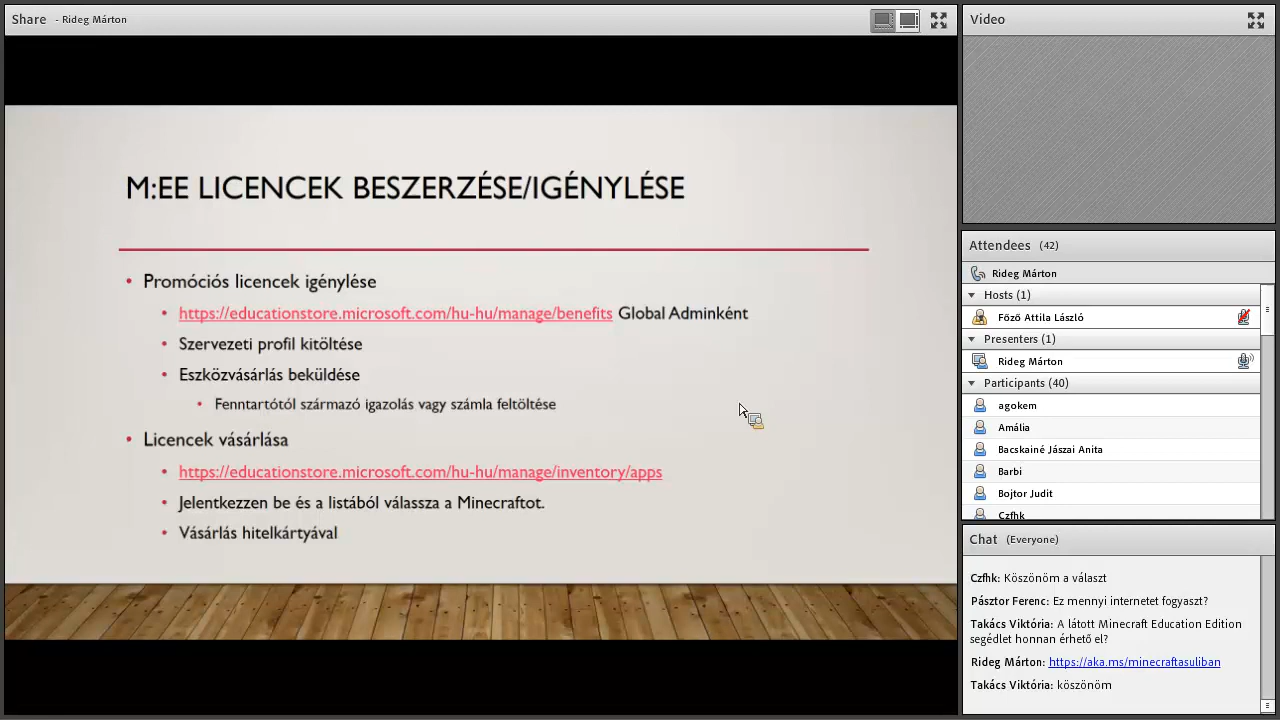 Share - Rideg Márton
M:EE LICENCEK BESZERZÉSE/IGÉNYLÉSE
• Promóciós licencek igénylése
• https://educationstore.microsoft.com/hu-hu/manage/benefits Global Adminként
• Szervezeti profil kitöltése
• Eszközvásárlás beküldése
• Fenntartótól származó igazolás vagy számla feltöltése
• Licencek vásárlása
• https://educationstore.microsoft.com/hu-hu/manage/inventory/apps
• Jelentkezzen be és a listából válassza a Minecraftot.
• Vásárlás hitelkártyával
Video
Attendees (42)
Rideg Márton
Hosts (1)
Főző Attila László
Presenters (1)
Rideg Márton
Participants (40)
agokem
Amália
Bacskainé Jászai Anita
Barbi
Bojtor Judit
Czfhk
Chat (Everyone)
Czfhk: Köszönöm a választ
Pásztor Ferenc: Ez mennyi internetet fogyaszt?
Takács Viktória: A látott Minecraft Education Edition
segédlet honnan érhető el?
Rideg Márton: https://aka.ms/minecraftasuliban
Takács Viktória: köszönöm